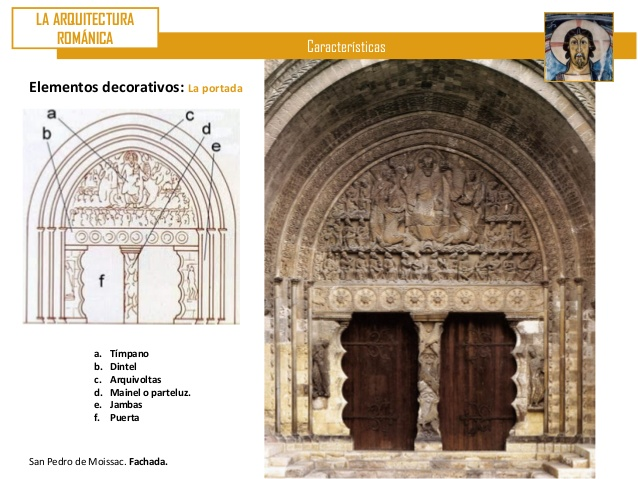 LA ARQUITECTURA
ROMÁNICA
Características
Elementos decorativos: La portada
a
b
c
d
e
f
a. Tímpano
b. Dintel
c. Arquivoltas
d. Mainel o parteluz.
e. Jambas
f. Puerta
San Pedro de Moissac. Fachada.